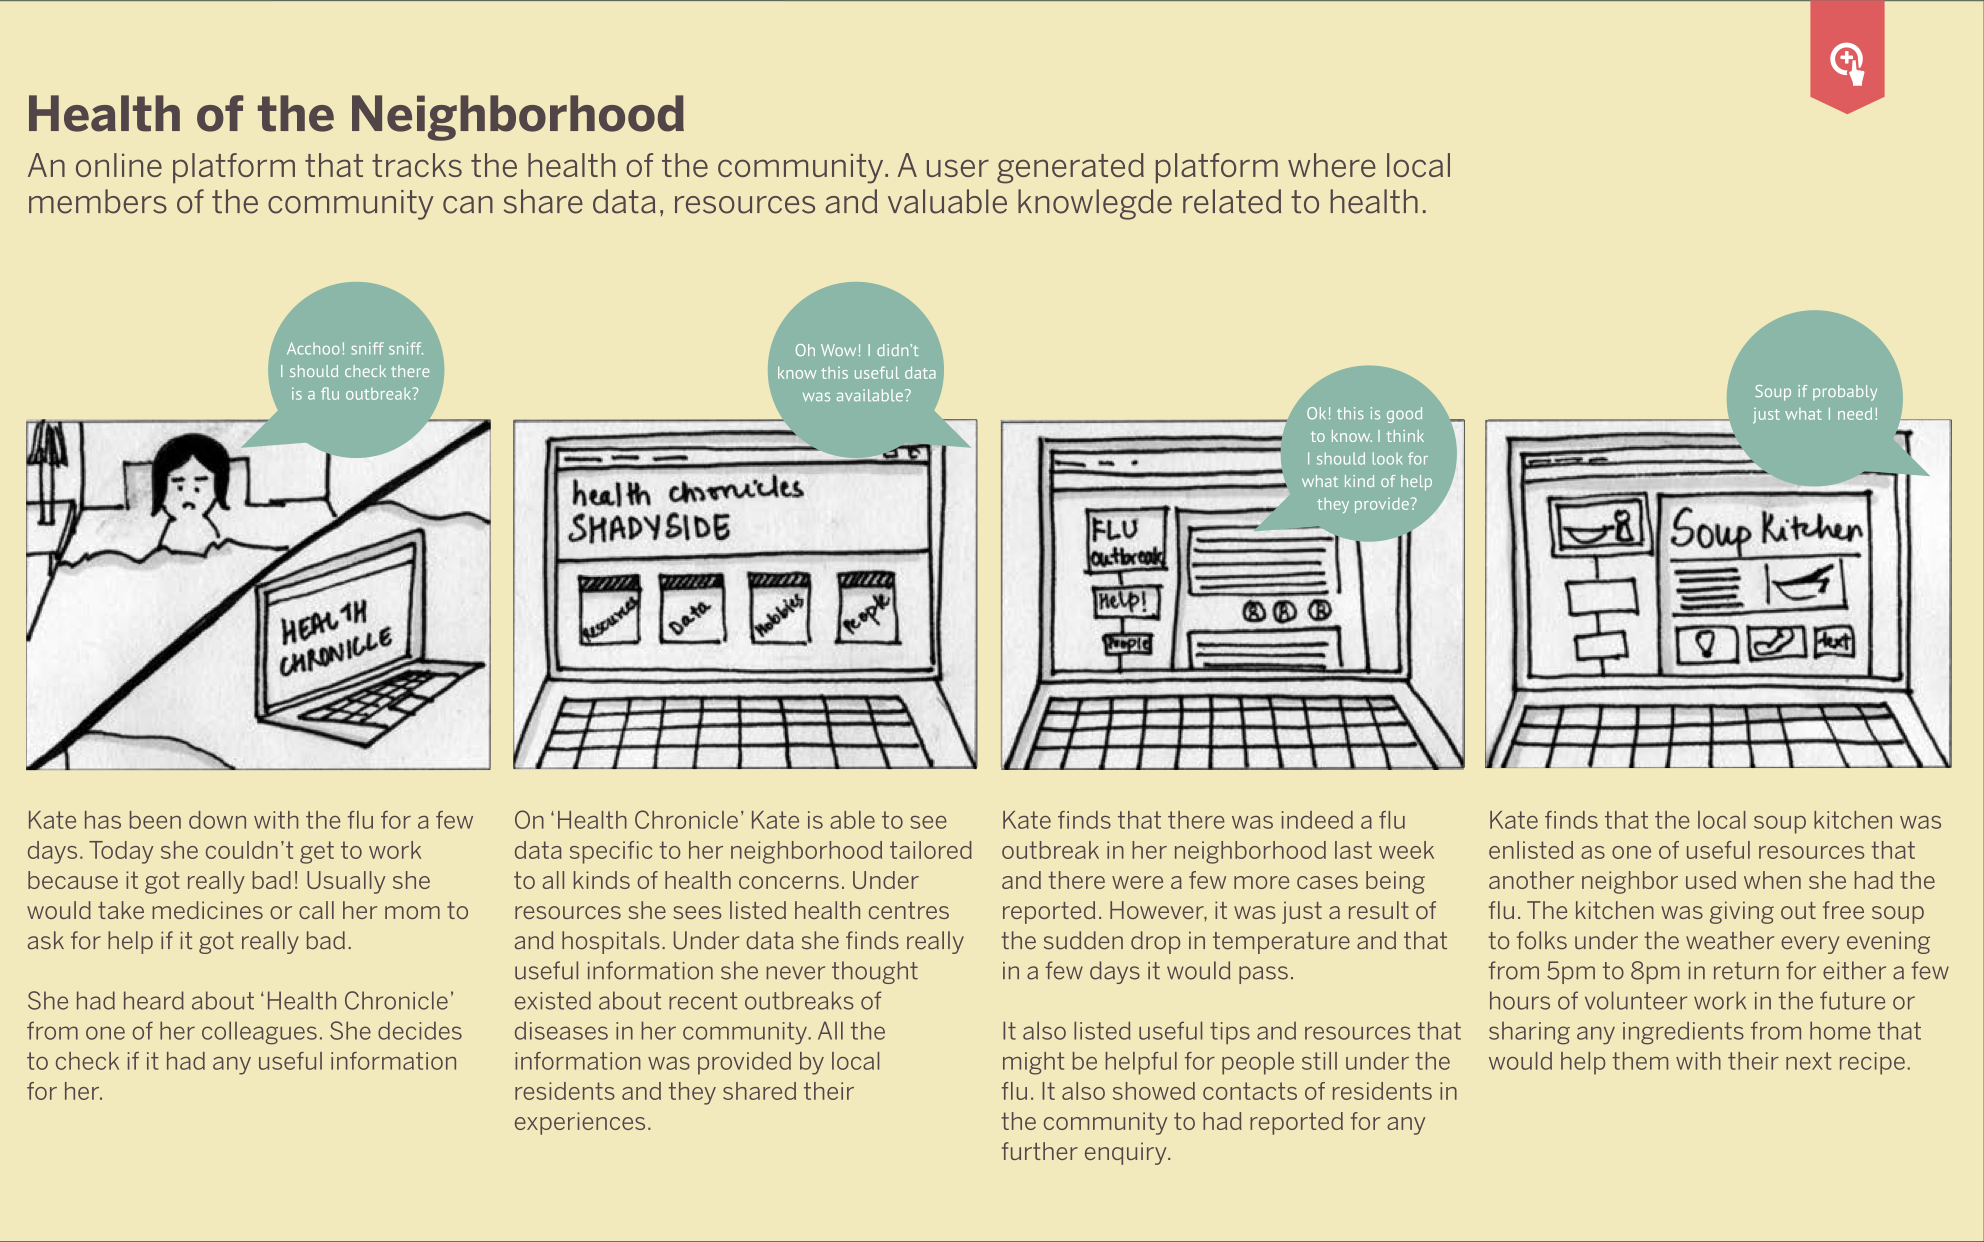 Health of the Neighborhood
An online platform that tracks the health of the community. A user generated platform where local
members of the community can share data, resources and valuable knowlegde related to health.
Acchoo! sniff sniff.
I should check there
is a flu outbreak?
HEALTH
CHRONICLE
Kate has been down with the flu for a few
days. Today she couldn't get to work
because it got really bad! Usually she
would take medicines or call her mom to
ask for help if it got really bad.
She had heard about 'Health Chronicle'
from one of her colleagues. She decides
to check if it had any useful information
for her.
Oh Wow! I didn't
know this useful data
was available?
health chronicles
SHADYSIDE
Resources
Data
Hobbies
People
On 'Health Chronicle' Kate is able to see
data specific to her neighborhood tailored
to all kinds of health concerns. Under
resources she sees listed health centres
and hospitals. Under data she finds really
useful information she never thought
existed about recent outbreaks of
diseases in her community. All the
information was provided by local
residents and they shared their
experiences.
Ok! this is good
to know. I think
I should look for
what kind of help
they provide?
FLU
outbreak
Help!
People
Kate finds that there was indeed a flu
outbreak in her neighborhood last week
and there were a few more cases being
reported. However, it was just a result of
the sudden drop in temperature and that
in a few days it would pass.
It also listed useful tips and resources that
might be helpful for people still under the
flu. It also showed contacts of residents in
the community to had reported for any
further enquiry.
Soup if probably
just what I need!
Soup Kitchen
Text
Kate finds that the local soup kitchen was
enlisted as one of useful resources that
another neighbor used when she had the
flu. The kitchen was giving out free soup
to folks under the weather every evening
from 5pm to 8pm in return for either a few
hours of volunteer work in the future or
sharing any ingredients from home that
would help them with their next recipe.